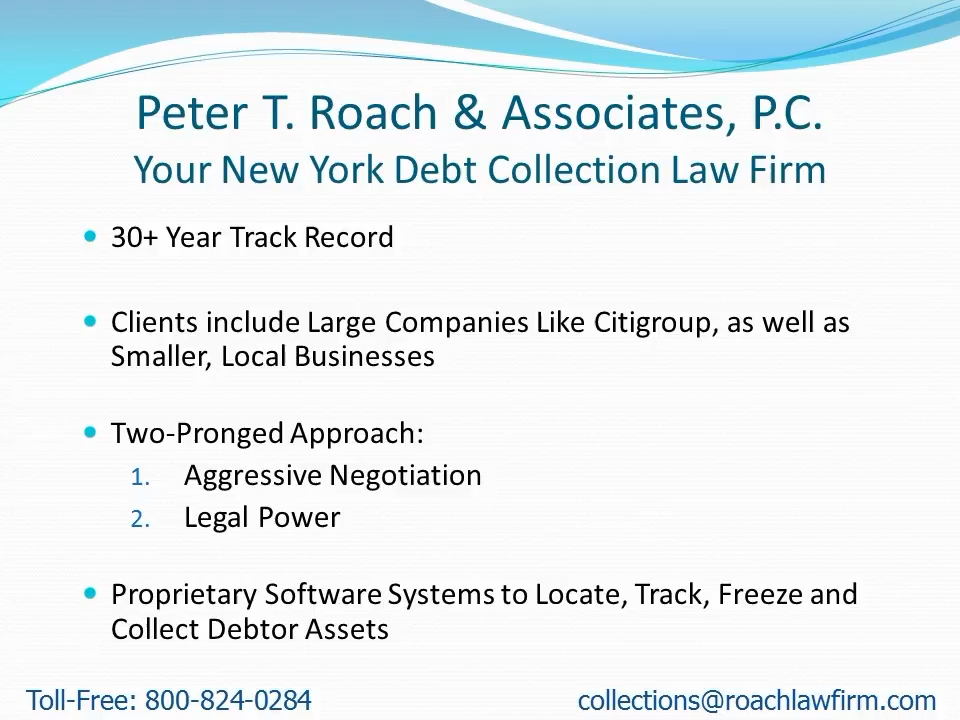 Peter T. Roach & Associates, P.C.
Your New York Debt Collection Law Firm
• 30+ Year Track Record
• Clients include Large Companies Like Citigroup, as well as
Smaller, Local Businesses
• Two-Pronged Approach:
1. Aggressive Negotiation
2. Legal Power
• Proprietary Software Systems to Locate, Track, Freeze and
Collect Debtor Assets
Toll-Free: 800-824-0284 collections@roachlawfirm.com